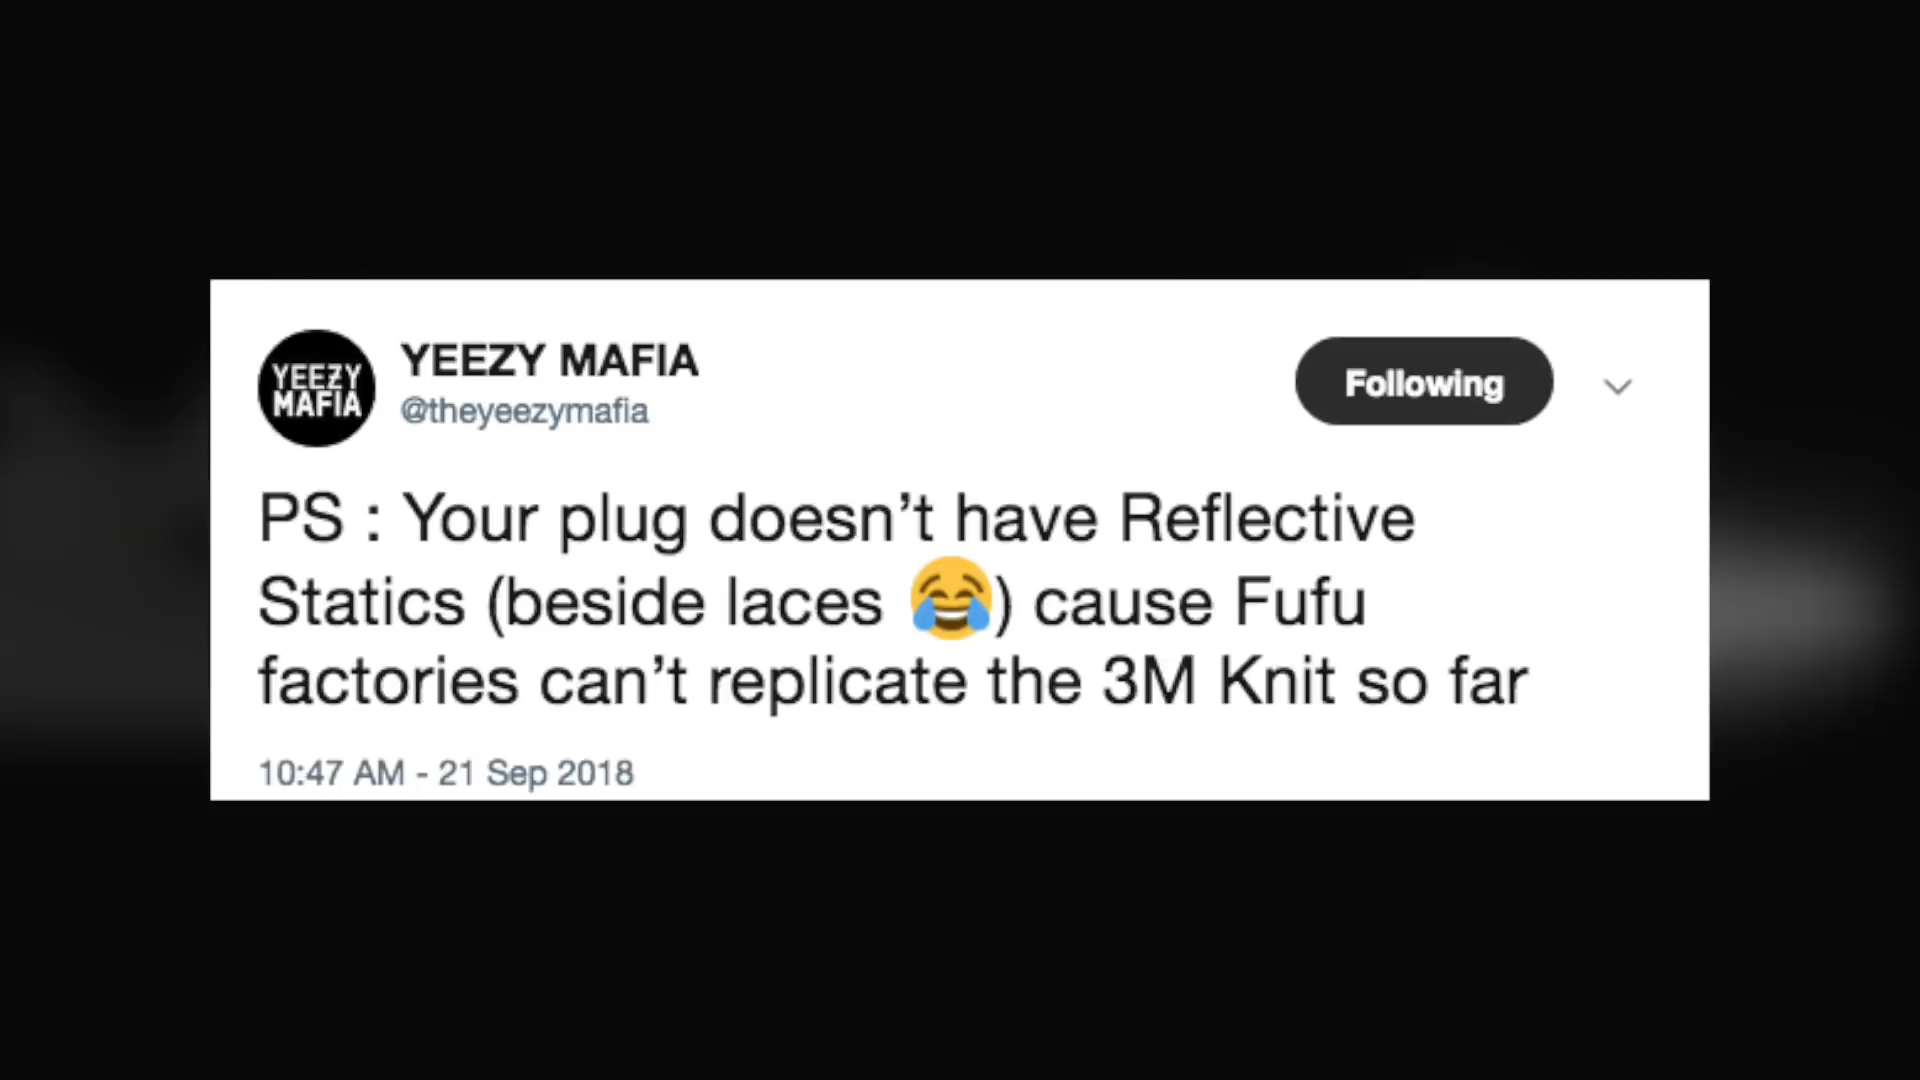 YEEZY
MAFIA
YEEZY MAFIA
@theyeezymafia
Following
PS : Your plug doesn’t have Reflective
Statics (beside laces 😂) cause Fufu
factories can’t replicate the 3M Knit so far
10:47 AM - 21 Sep 2018